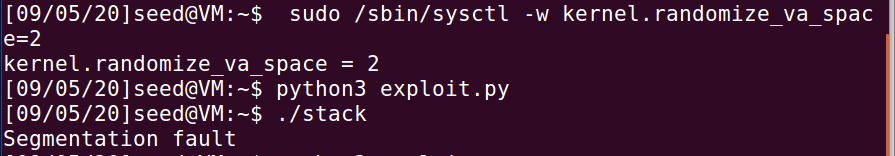 [09/05/20]seed@VM:~$  sudo /sbin/sysctl -w kernel.randomize_va_spac
e=2
kernel.randomize_va_space = 2
[09/05/20]seed@VM:~$ python3 exploit.py
[09/05/20]seed@VM:~$ ./stack
Segmentation fault